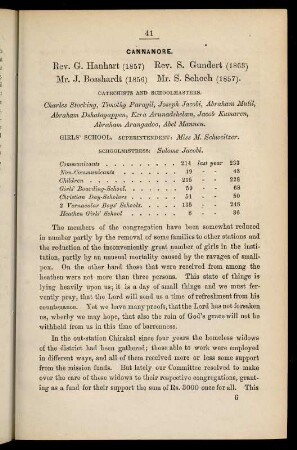 41
CANNANORE.
Rev. G. Hanhart (1857) Rev. S. Gundert (1865)
Mr. J. Bosshardt (1856) Mr. S. Schoch (1857).
CATECHISTS AND SCHOOLMASTERS.
Charles Stocking, Timothy Parapil, Joseph Jacobi, Abraham Mulil,
Abraham Dshatayappen, Ezra Arunadshelam, Jacob Kumaren,
Abraham Arangadon, Abel Mannen.
GIRLS' SCHOOL. SUPERINTENDENT: Miss M. Schweitzer.
SCHOOLMISTRESS: Salome Jacobi.
Communicants . . . . . . . . 214 last year 233
Non-Communicants . . . . . . . 19 - - 45
Children . . . . . . . . . 216 - - 226
Girls' Boarding-School. . . . . . 59 - - 68
Christian Day-Scholars . . . . . . 51 - - 50
2 Vernacular Boys' Schools. . . . . 135 - - 246
Heathen Girls' School . . . . . . 6 - - 36
The members of the congregation have been somewhat reduced
in number partly by the removal of some families to other stations and
the reduction of the inconveniently great number of girls in the insti-
tution, partly by an unusual mortality caused by the ravages of small-
pox. On the other hand those that were received from among the
heathen were not more than three persons. This state of things is
lying heavily upon us; it is a day of small things and we must fer-
vently pray, that the Lord will send us a time of refreshment from his
countenance. Yet we have many proofs, that the Lord has not forsaken
us, whereby we may hope, that also the rain of God's grace will not be
withheld from us in this time of barrenness.
In the out-station Chirakal since four years the homeless widows
of the district had been gathered; those able to work were employed
in different ways, and all of them received more or less some support
from the mission funds. But lately our Committee resolved to make
over the care of these widows to their respective congregations, grant-
ing as a fund for their support the sum of Rs. 3000 once for all. This
6